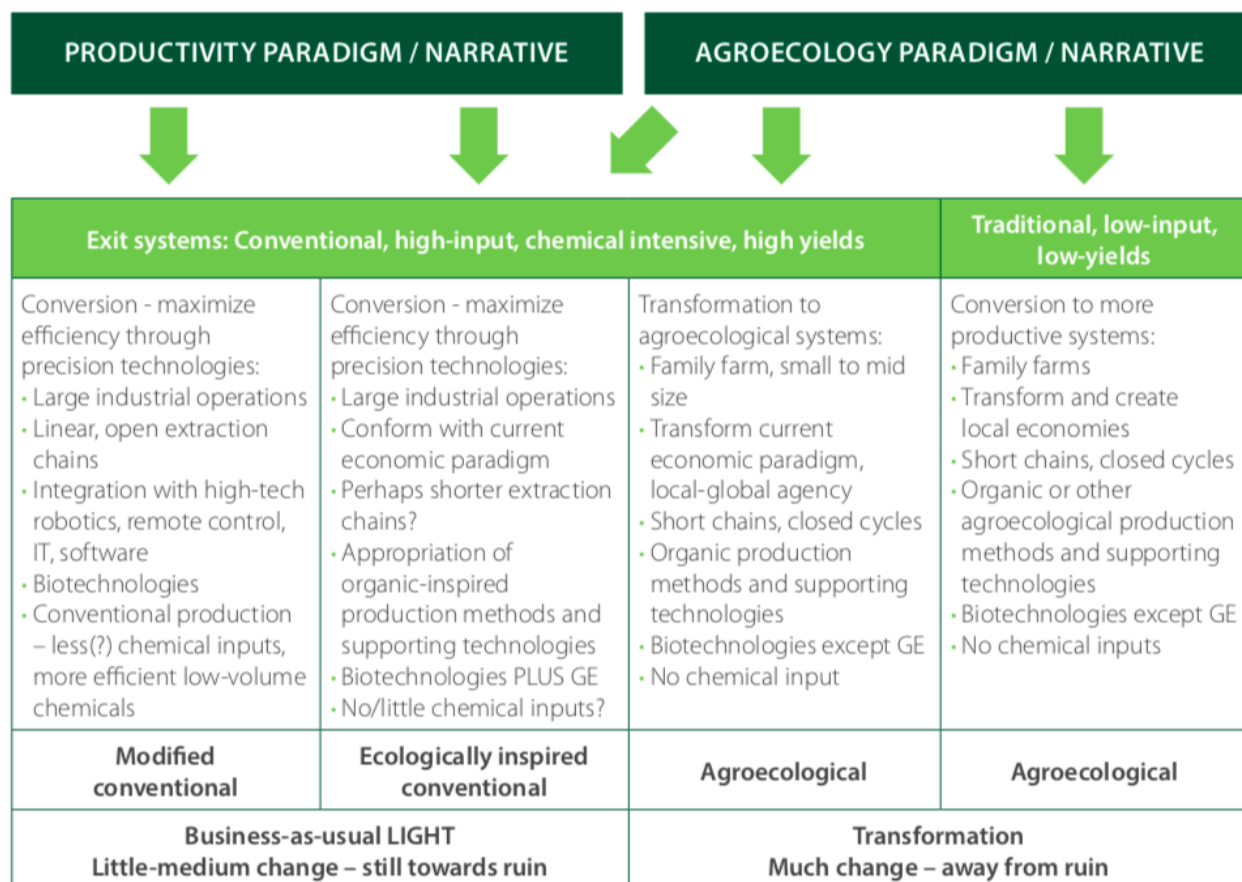 PRODUCTIVITY PARADIGM / NARRATIVE
AGROECOLOGY PARADIGM / NARRATIVE
Exit systems: Conventional, high-input, chemical intensive, high yields
Traditional, low-input,
low-yields
Conversion - maximize
efficiency through
precision technologies:
• Large industrial operations
• Linear, open extraction
chains
• Integration with high-tech
robotics, remote control,
IT, software
• Biotechnologies
• Conventional production
– less(?) chemical inputs,
more efficient low-volume
chemicals
Conversion - maximize
efficiency through
precision technologies:
• Large industrial operations
• Conform with current
economic paradigm
• Perhaps shorter extraction
chains?
• Appropriation of
organic-inspired
production methods and
supporting technologies
• Biotechnologies PLUS GE
• No/little chemical inputs?
Transformation to
agroecological systems:
• Family farm, small to mid
size
• Transform current
economic paradigm,
local-global agency
• Short chains, closed cycles
• Organic production
methods and supporting
technologies
• Biotechnologies except GE
• No chemical input
Conversion to more
productive systems:
• Family farms
• Transform and create
local economies
• Short chains, closed cycles
• Organic or other
agroecological production
methods and supporting
technologies
• Biotechnologies except GE
• No chemical inputs
Modified
conventional
Ecologically inspired
conventional
Agroecological
Agroecological
Business-as-usual LIGHT
Little-medium change – still towards ruin
Transformation
Much change – away from ruin